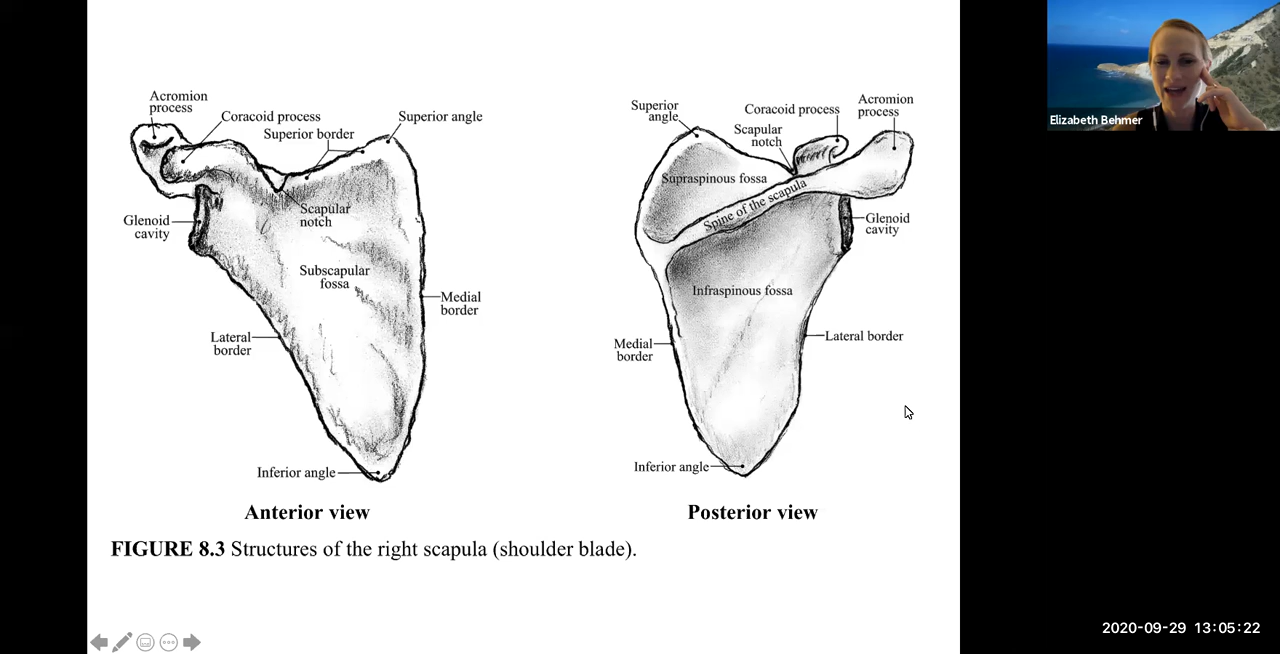 Acromion
process
Coracoid process
Superior border
Superior angle
Scapular
notch
Glenoid
cavity
Subscapular
fossa
Medial
border
Lateral
border
Inferior angle
Anterior view
Superior
angle
Coracoid process
Acromion
process
Scapular
notch
Supraspinous fossa
Spine of the scapula
Glenoid
cavity
Infraspinous fossa
Medial
border
Lateral border
Inferior angle
Posterior view
FIGURE 8.3 Structures of the right scapula (shoulder blade).
Elizabeth Behmer
2020-09-29 13:05:22